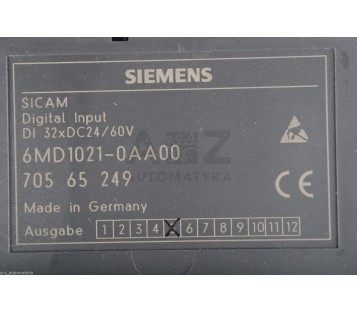 SIEMENS
SICAM
Digital Input
DI 32xDC24/60V
6MD1021-0AA00
705 65 249
AUTOMATYKA
CE
Made in Germany
Ausgabe 1 2 3 4 6 7 8 9 10 11 12